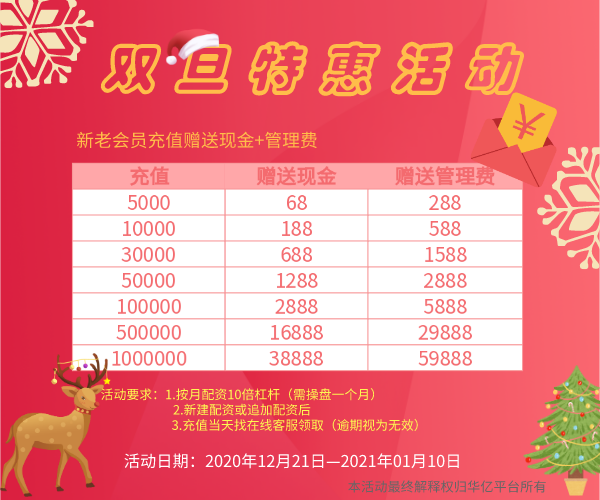 双旦特惠活动
新老会员充值赠送现金+管理费
充值 赠送现金 赠送管理费
5000 68 288
10000 188 588
30000 688 1588
50000 1288 2888
100000 2888 5888
500000 16888 29888
1000000 38888 59888
活动要求：1.按月配资10倍杠杆（需操盘一个月）
2.新建配资或追加配资后
3.充值当天找在线客服领取（逾期视为无效）
活动日期：2020年12月21日—2021年01月10日
本活动最终解释权归华亿平台所有